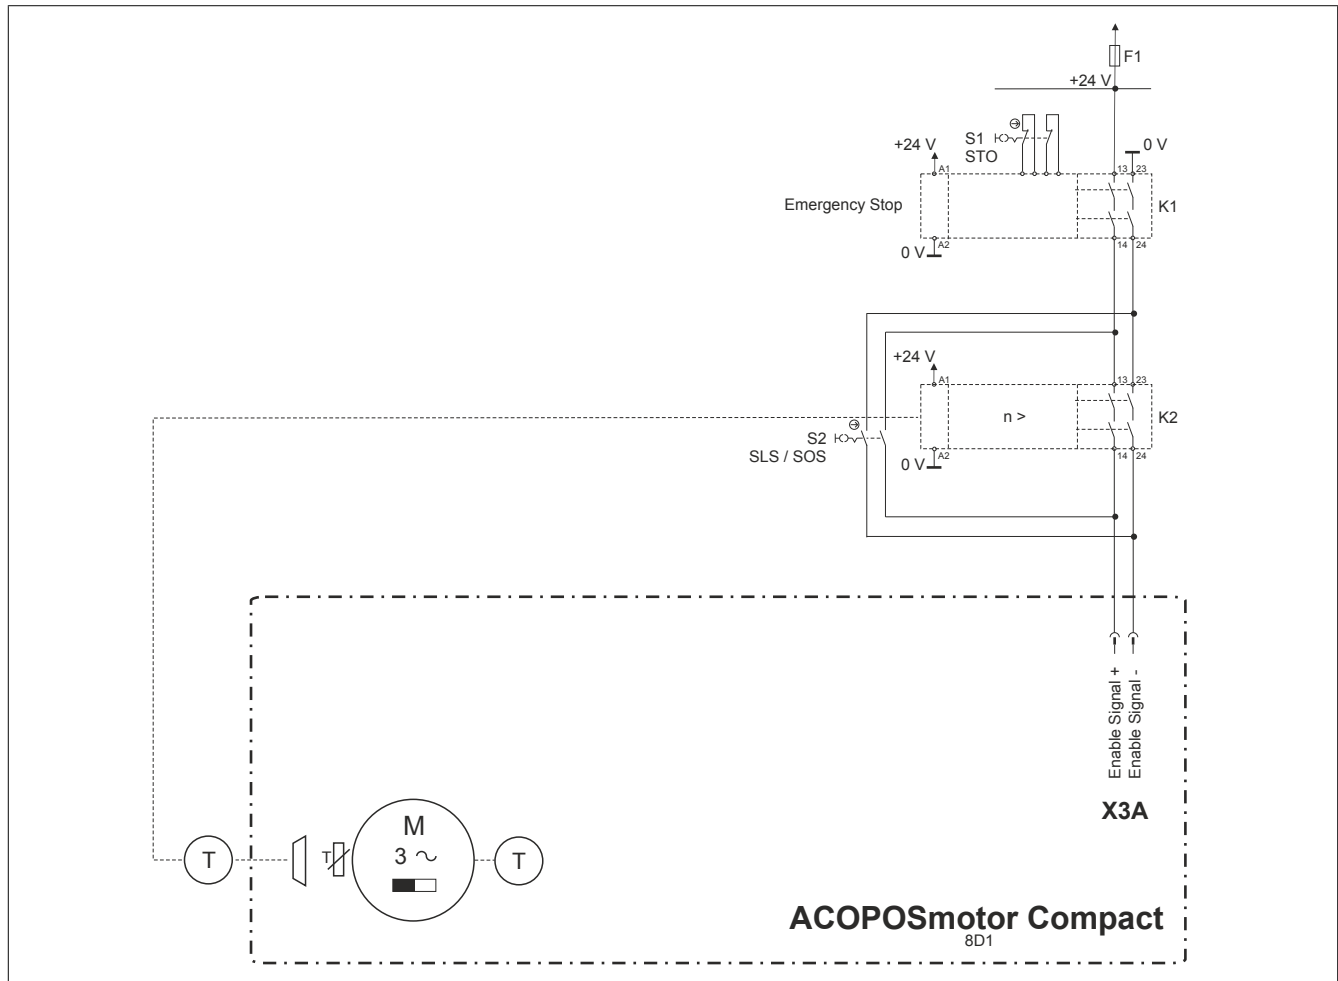 F1
+24 V
S1
STO
+24 V
0 V
A1
13
23
Emergency Stop
K1
0 V
A2
14
24
+24 V
A1
13
23
n >
K2
S2
SLS / SOS
0 V
A2
14
24
Enable Signal +
Enable Signal -
X3A
M
3 ~
T
T
T
ACOPOSmotor Compact
8D1